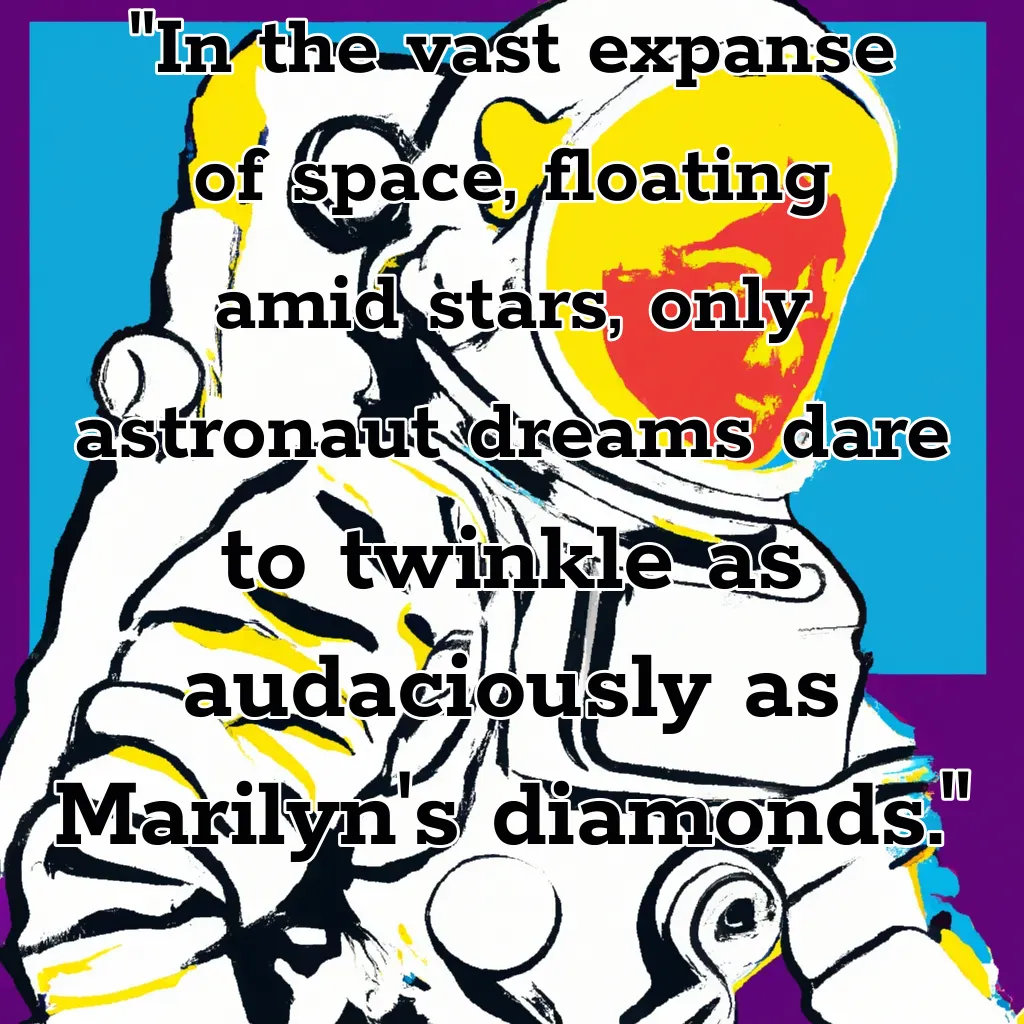 "In the vast expanse
of space, floating
amid stars, only
astronaut dreams dare
to twinkle as
audaciously as
Marilyn's diamonds."